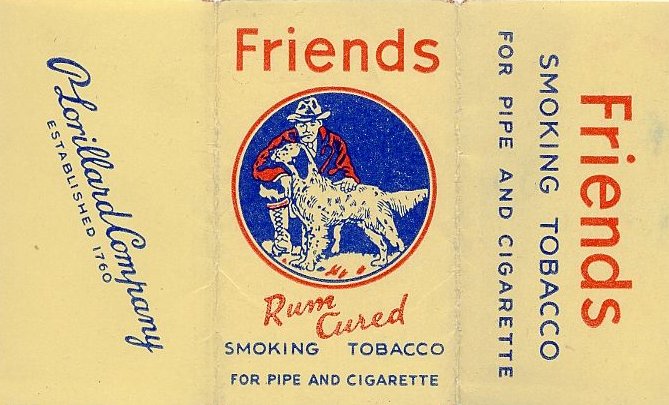 P. Lorillard Company
ESTABLISHED 1760
Friends
Rum
Cured
SMOKING TOBACCO
FOR PIPE AND CIGARETTE
Friends
SMOKING TOBACCO
FOR PIPE AND CIGARETTE